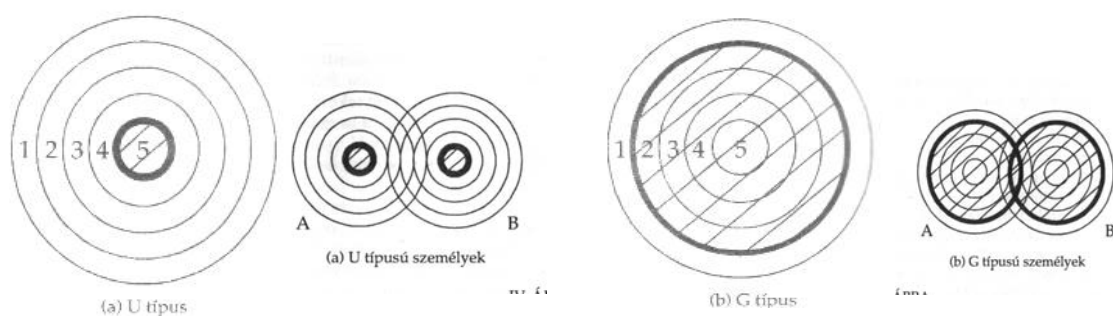 1 2 3 4 5
A B
(a) U típusú személyek
(a) U típus
1 2 3 4 5
A B
(b) G típusú személyek
(b) G típus